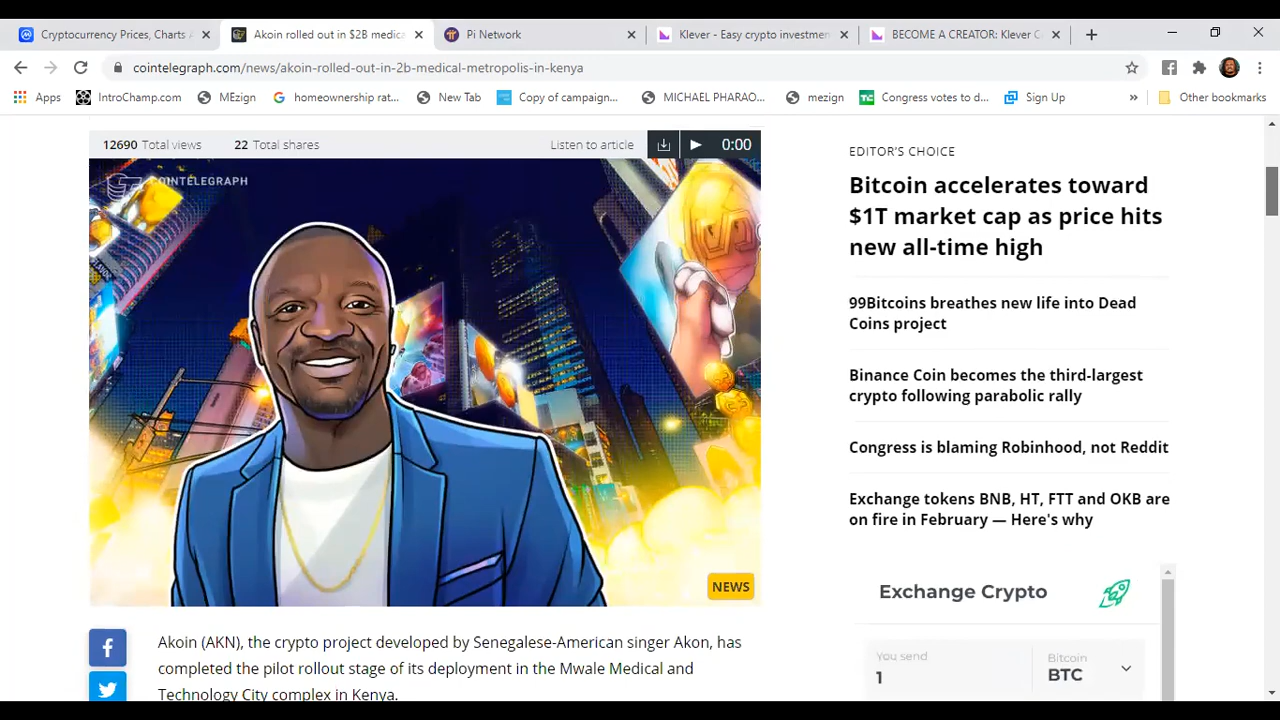 Cryptocurrency Prices, Charts
Akoin rolled out in $2B medica
Pi Network
Klever - Easy crypto investmen
BECOME A CREATOR: Klever C
cointelegraph.com/news/akoin-rolled-out-in-2b-medical-metropolis-in-kenya
Apps
IntroChamp.com
MEzign
homeownership rat...
New Tab
Copy of campaign...
MICHAEL PHARAO...
mezign
Congress votes to d...
Sign Up
»
Other bookmarks
12690 Total views
22 Total shares
Listen to article
0:00
COINTELEGRAPH
NEWS
Akoin (AKN), the crypto project developed by Senegalese-American singer Akon, has
completed the pilot rollout stage of its deployment in the Mwale Medical and
Technology City complex in Kenya.
EDITOR'S CHOICE
Bitcoin accelerates toward
$1T market cap as price hits
new all-time high
99Bitcoins breathes new life into Dead
Coins project
Binance Coin becomes the third-largest
crypto following parabolic rally
Congress is blaming Robinhood, not Reddit
Exchange tokens BNB, HT, FTT and OKB are
on fire in February — Here's why
Exchange Crypto
You send
1
Bitcoin
BTC